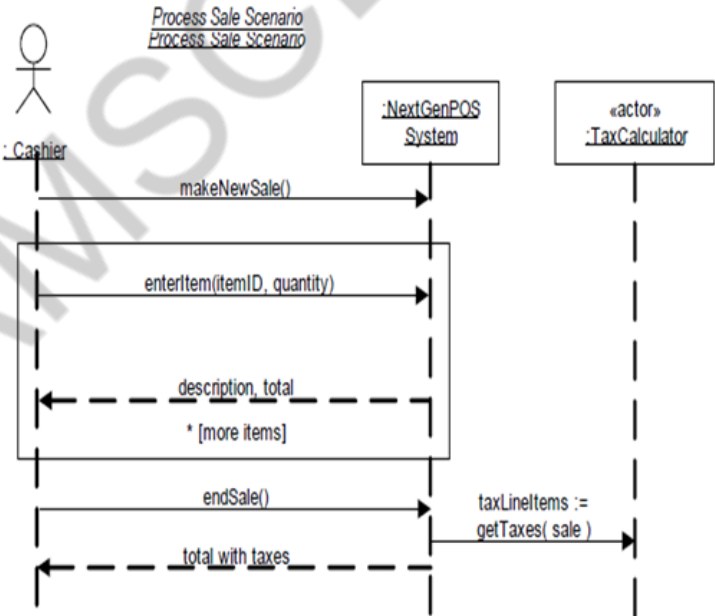 Process Sale Scenario
Process Sale Scenario
: Cashier
:NextGenPOS
System
«actor»
:TaxCalculator
makeNewSale()
enterItem(itemID, quantity)
description, total
* [more items]
endSale()
taxLineItems :=
getTaxes( sale )
total with taxes